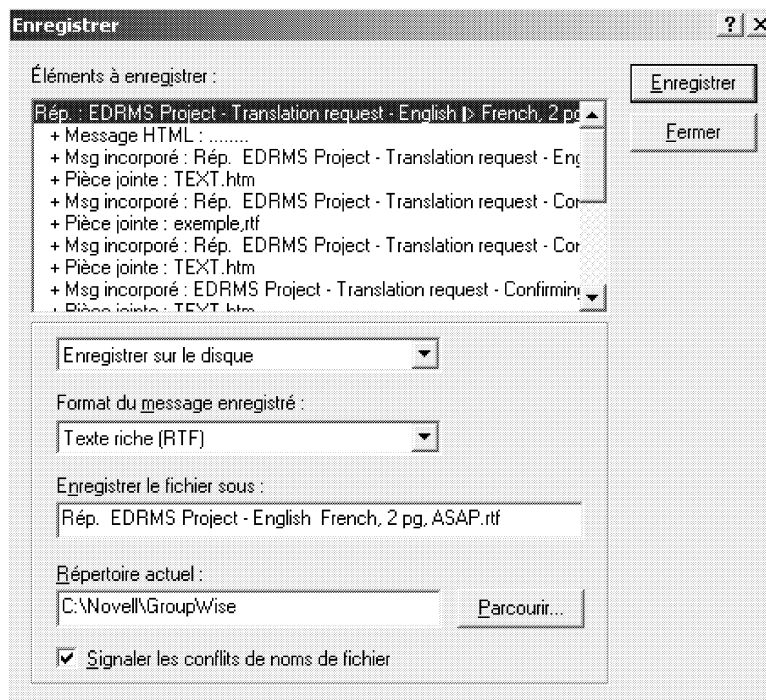 Enregistrer
Éléments à enregistrer :
Enregistrer
Rép. : EDRMS Project - Translation request - English |> French, 2 pg
Fermer
+ Message HTML : ........
+ Msg incorporé : Rép. EDRMS Project - Translation request - Eng
+ Pièce jointe : TEXT.htm
+ Msg incorporé : Rép. EDRMS Project - Translation request - Cor
+ Pièce jointe : exemple,rtf
+ Msg incorporé : Rép. EDRMS Project - Translation request - Cor
+ Pièce jointe : TEXT.htm
+ Msg incorporé : EDRMS Project - Translation request - Confirming
+ Pièce jointe : TEXT.htm
Enregistrer sur le disque
Format du message enregistré :
Texte riche (RTF)
Enregistrer le fichier sous :
Rép. EDRMS Project - English French, 2 pg, ASAP.rtf
Répertoire actuel :
C:\Novell\GroupWise
Parcourir...
Signaler les conflits de noms de fichier